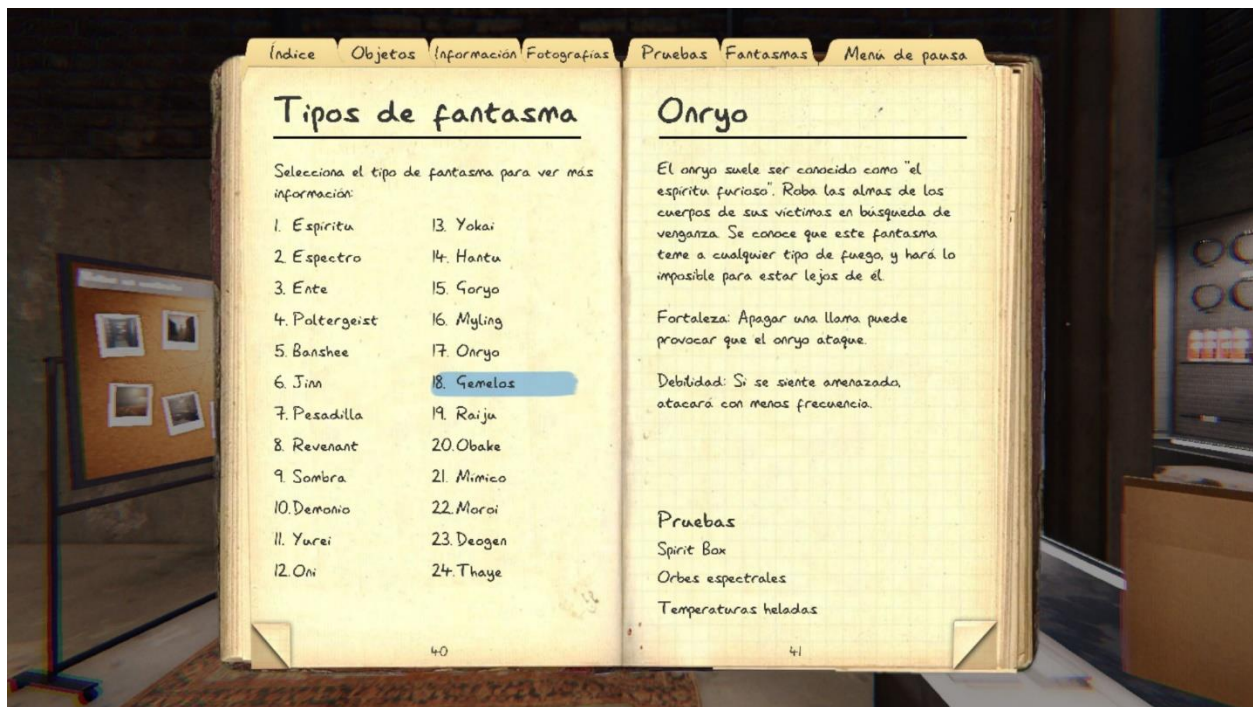 Índice Objetos Información Fotografías Pruebas Fantasmas Menú de pausa
Tipos de fantasma
Selecciona el tipo de fantasma para ver más
información:
1. Espíritu
2. Espectro
3. Ente
4. Poltergeist
5. Banshee
6. Jinn
7. Pesadilla
8. Revenant
9. Sombra
10. Demonio
11. Yurei
12. Oni
13. Yokai
14. Hantu
15. Goryo
16. Myling
17. Onryo
18. Gemelos
19. Raiju
20. Obake
21. Mímico
22. Moroi
23. Deogen
24. Thaye
40
Onryo
El onryo suele ser conocido como "el
espíritu furioso". Roba las almas de los
cuerpos de sus víctimas en búsqueda de
venganza. Se conoce que este fantasma
teme a cualquier tipo de fuego, y hará lo
imposible para estar lejos de él.
Fortaleza: Apagar una llama puede
provocar que el onryo ataque.
Debilidad: Si se siente amenazado,
atacará con menos frecuencia.
Pruebas
Spirit Box
Orbes espectrales
Temperaturas heladas
41